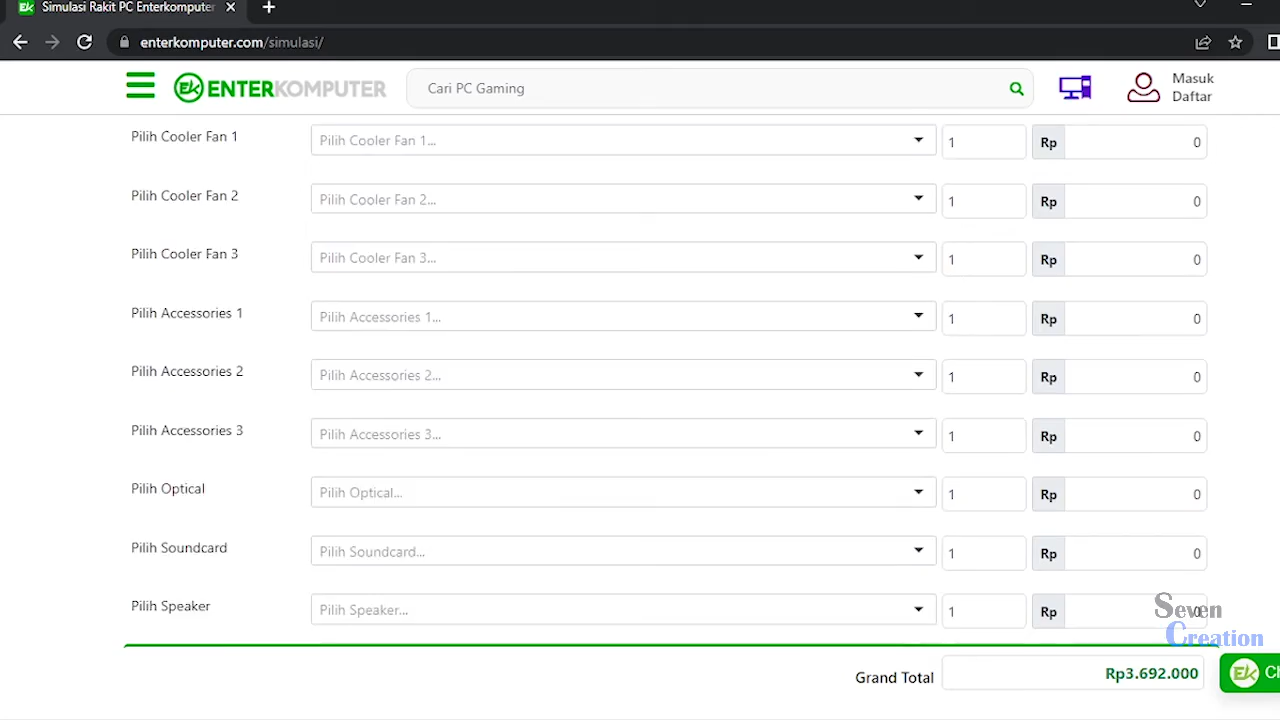 Simulasi Rakit PC Enterkomputer
enterkomputer.com/simulasi/
EK ENTERKOMPUTER
Cari PC Gaming
Masuk
Daftar
Pilih Cooler Fan 1 Pilih Cooler Fan 1... 1 Rp 0
Pilih Cooler Fan 2 Pilih Cooler Fan 2... 1 Rp 0
Pilih Cooler Fan 3 Pilih Cooler Fan 3... 1 Rp 0
Pilih Accessories 1 Pilih Accessories 1... 1 Rp 0
Pilih Accessories 2 Pilih Accessories 2... 1 Rp 0
Pilih Accessories 3 Pilih Accessories 3... 1 Rp 0
Pilih Optical Pilih Optical... 1 Rp 0
Pilih Soundcard Pilih Soundcard... 1 Rp 0
Pilih Speaker Pilih Speaker... 1 Rp 0
Seven
Creation
Grand Total Rp3.692.000
EK